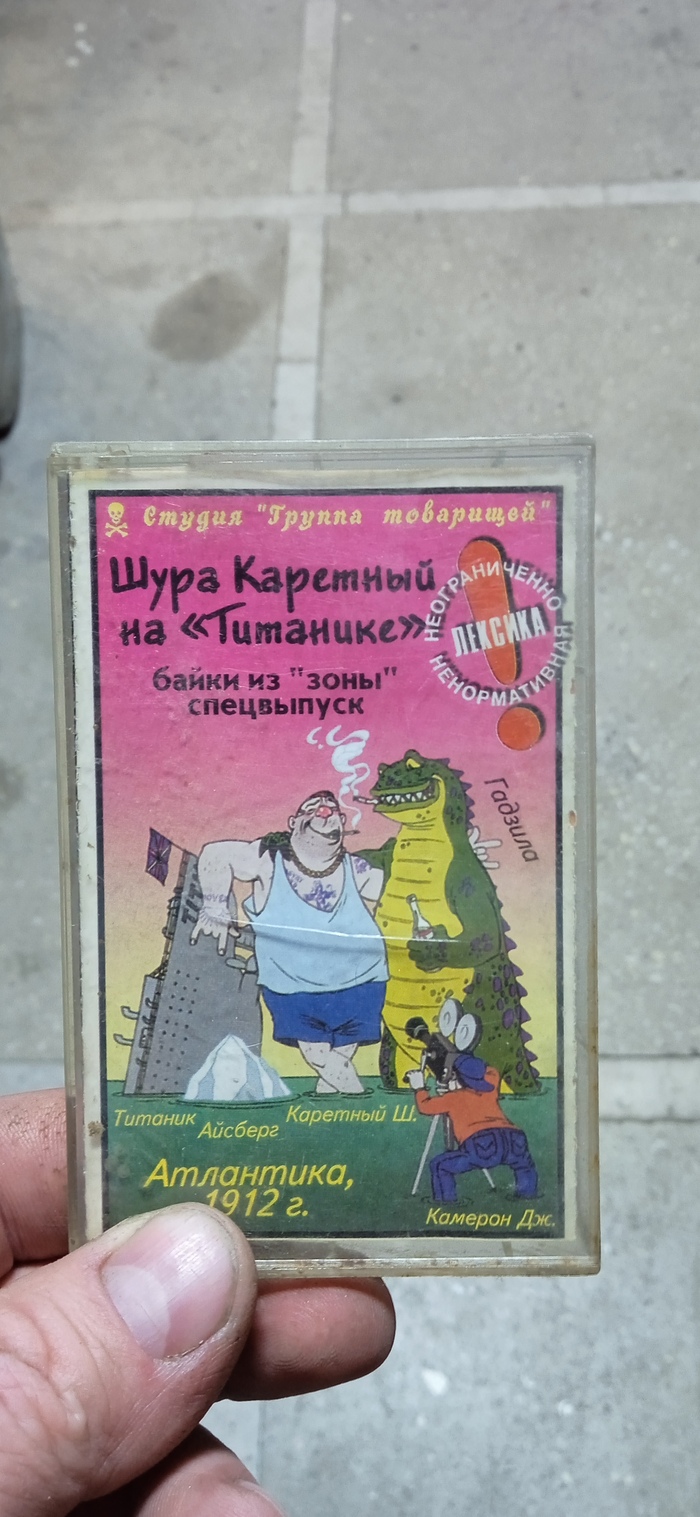 Студия "Группа товарищей"
Шура Каретный
на «Титанике»
НЕОГРАНИЧЕННО
ЛЕКСИКА
НЕНОРМАТИВНАЯ
байки из "зоны"
спецвыпуск
Гадзила
Титаник
Айсберг
Каретный Ш.
Атлантика,
1912 г.
Камерон Дж.